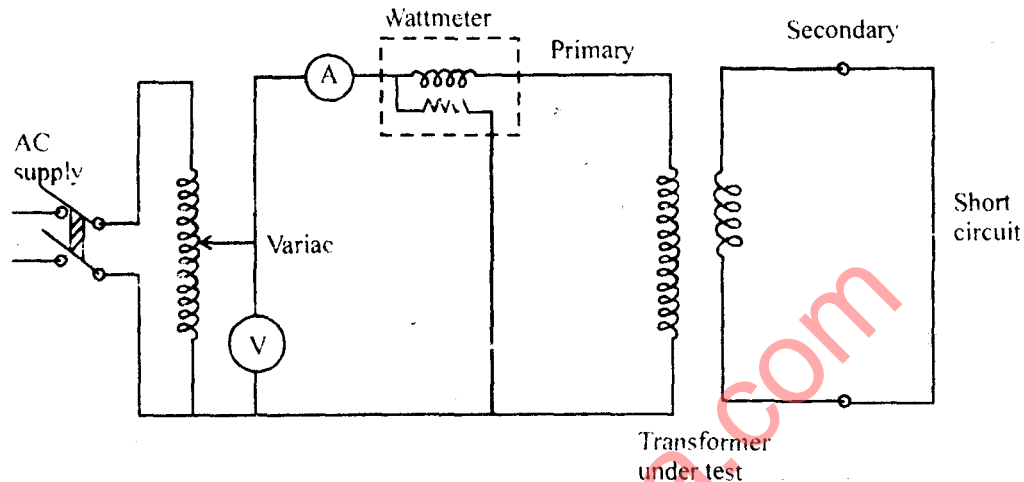 Wattmeter
Primary
Secondary
A
AC
supply
Variac
Short
circuit
V
Transformer
under test
.com